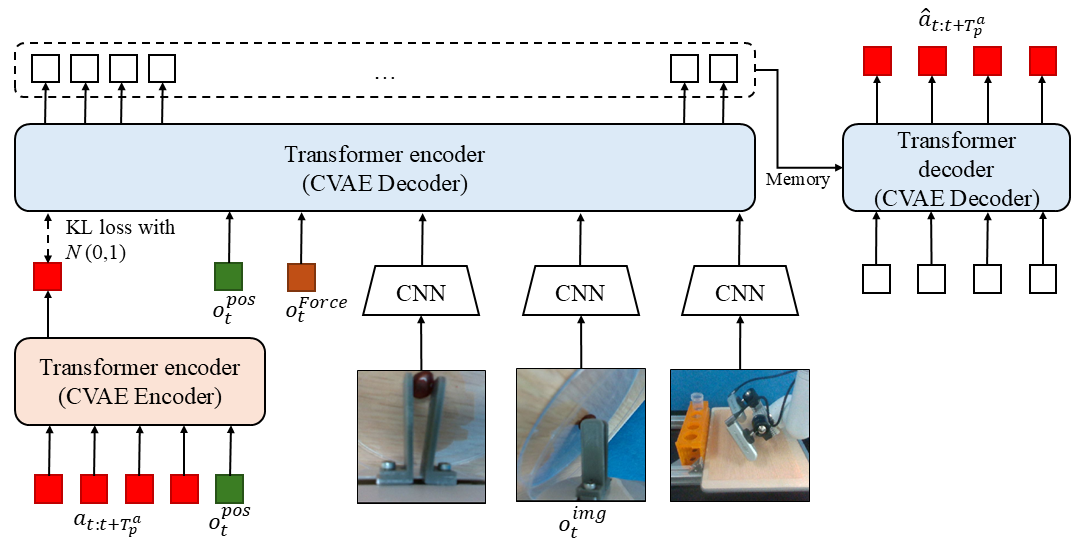 $\hat{a}_{t:t+T_p^a}$
...
Transformer encoder
(CVAE Decoder)
Transformer
decoder
(CVAE Decoder)
Memory
KL loss with
N (0,1)
$o_t^{pos}$
$o_t^{Force}$
CNN
CNN
CNN
Transformer encoder
(CVAE Encoder)
$a_{t:t+T_p^a}$
$o_t^{pos}$
$o_t^{img}$